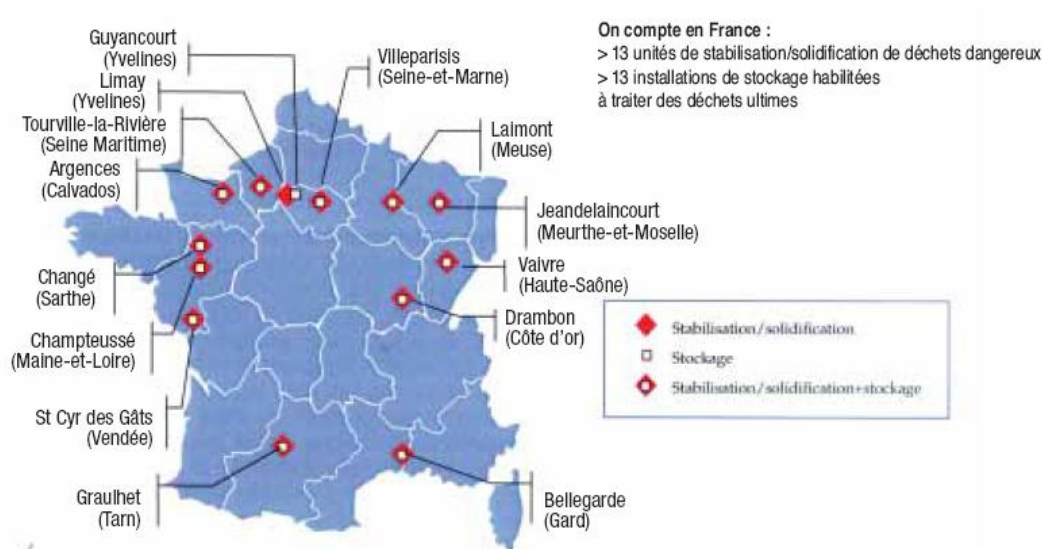 Guyancourt
(Yvelines)
Limay
(Yvelines)
Tourville-la-Rivière
(Seine Maritime)
Argences
(Calvados)
Changé
(Sarthe)
Champteussé
(Maine-et-Loire)
St Cyr des Gâts
(Vendée)
Graulhet
(Tarn)
Villeparisis
(Seine-et-Marne)
Laimont
(Meuse)
Jeandelaincourt
(Meurthe-et-Moselle)
Vaivre
(Haute-Saône)
Drambon
(Côte d'or)
Bellegarde
(Gard)
On compte en France :
> 13 unités de stabilisation/solidification de déchets dangereux
> 13 installations de stockage habilitées
à traiter des déchets ultimes
Stabilisation/solidification
Stockage
Stabilisation/solidification+stockage